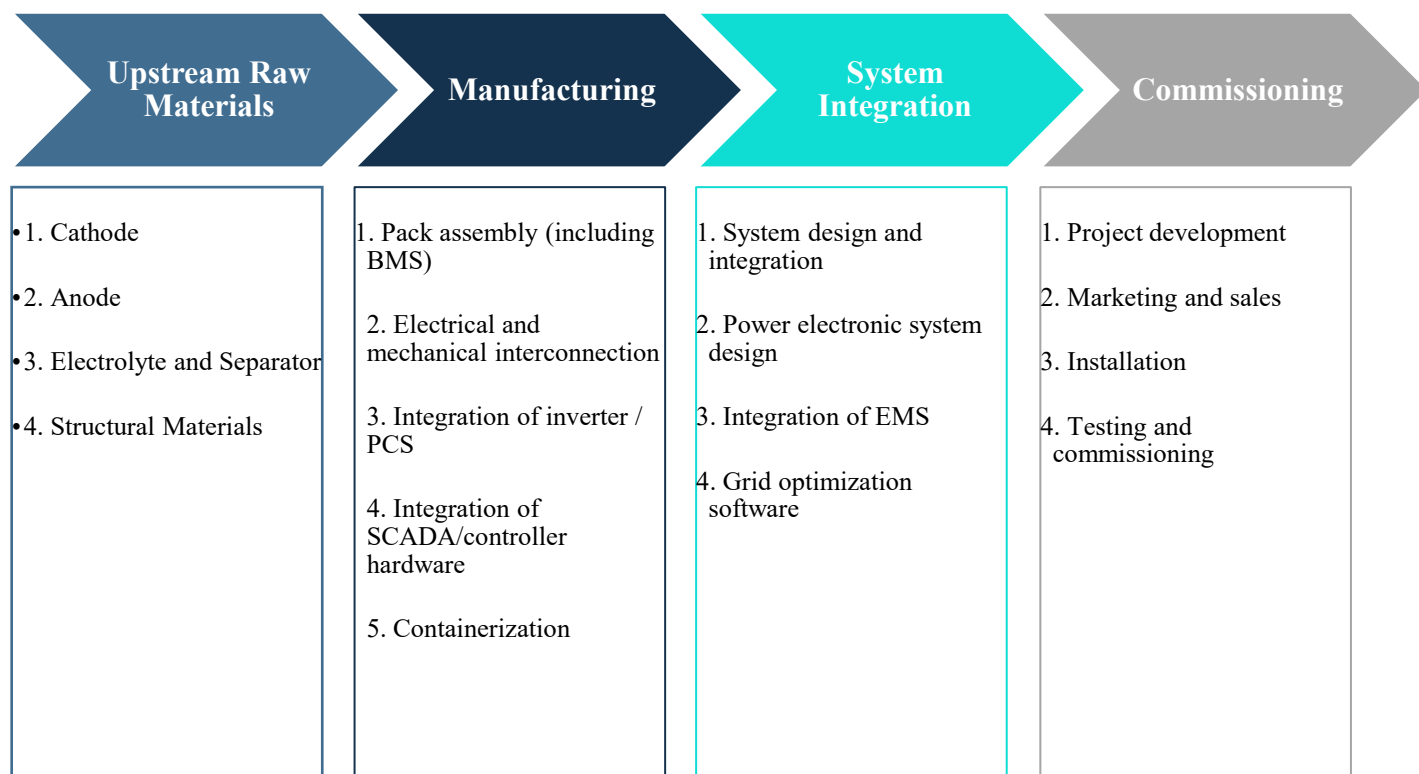 Upstream Raw
Materials
Manufacturing
System
Integration
Commissioning
•1. Cathode
•2. Anode
•3. Electrolyte and Separator
•4. Structural Materials
1. Pack assembly (including
BMS)
2. Electrical and
mechanical interconnection
3. Integration of inverter /
PCS
4. Integration of
SCADA/controller
hardware
5. Containerization
1. System design and
integration
2. Power electronic system
design
3. Integration of EMS
4. Grid optimization
software
1. Project development
2. Marketing and sales
3. Installation
4. Testing and
commissioning